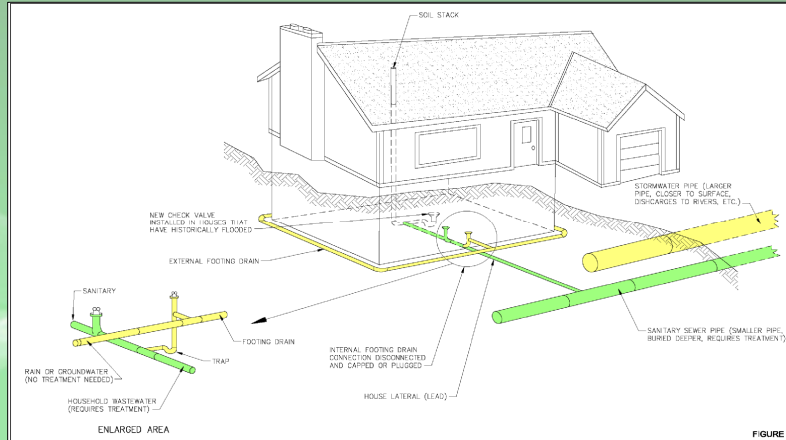 SOIL STACK
STORMWATER PIPE (LARGER
PIPE, CLOSER TO SURFACE,
DISHCARGES TO RIVERS, ETC.)
NEW CHECK VALVE
INSTALLED IN HOUSES THAT
HAVE HISTORICALLY FLOODED
EXTERNAL FOOTING DRAIN
SANITARY
FOOTING DRAIN
TRAP
RAIN OR GROUNDWATER
(NO TREATMENT NEEDED)
HOUSEHOLD WASTEWATER
(REQUIRES TREATMENT)
ENLARGED AREA
INTERNAL FOOTING DRAIN
CONNECTION DISCONNECTED
AND CAPPED OR PLUGGED
HOUSE LATERAL (LEAD)
SANITARY SEWER PIPE (SMALLER PIPE,
BURIED DEEPER, REQUIRES TREATMENT)
FIGURE